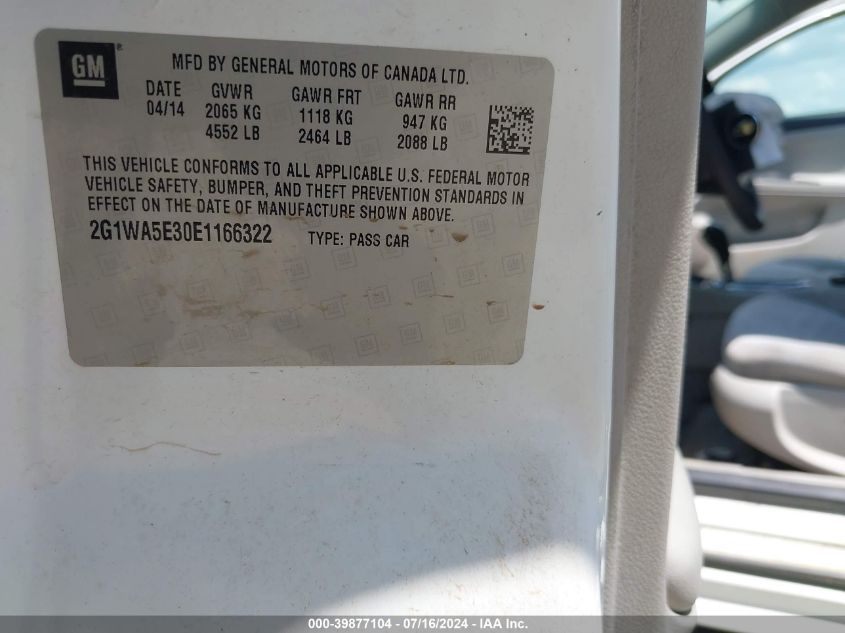 GM
MFD BY GENERAL MOTORS OF CANADA LTD.
DATE GVWR GAWR FRT GAWR RR
04/14 2065 KG 1118 KG 947 KG
4552 LB 2464 LB 2088 LB
THIS VEHICLE CONFORMS TO ALL APPLICABLE U.S. FEDERAL MOTOR
VEHICLE SAFETY, BUMPER, AND THEFT PREVENTION STANDARDS IN
EFFECT ON THE DATE OF MANUFACTURE SHOWN ABOVE.
2G1WA5E30E1166322 TYPE: PASS CAR
000-39877104 - 07/16/2024 - IAA Inc.